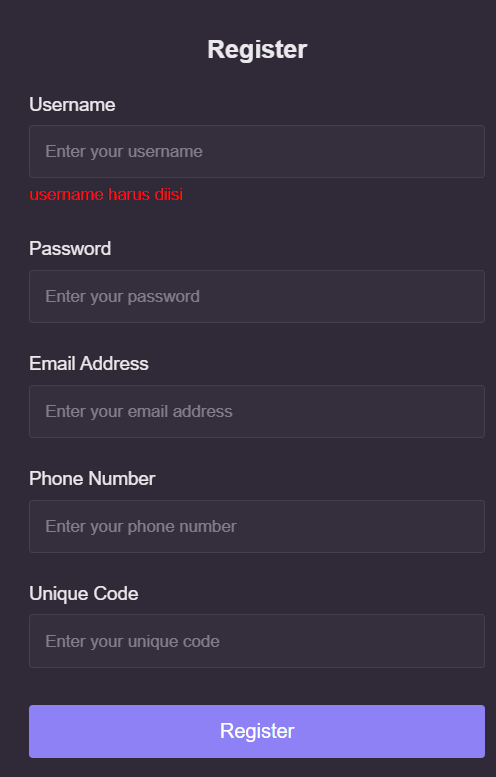 Register
Username
Enter your username
username harus diisi
Password
Enter your password
Email Address
Enter your email address
Phone Number
Enter your phone number
Unique Code
Enter your unique code
Register